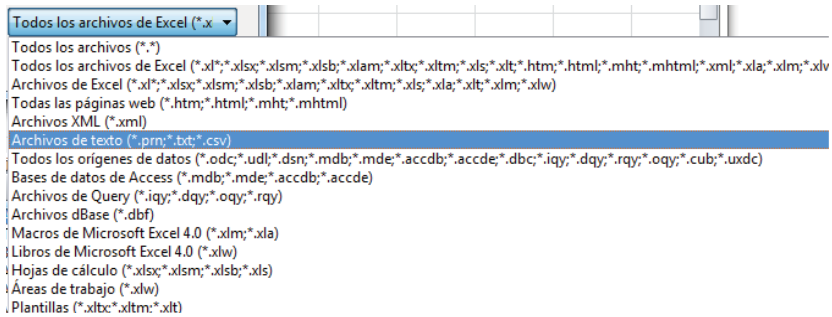 Todos los archivos de Excel (*.x
Todos los archivos (*.*)
Todos los archivos de Excel (*.xl*;*.xlsx;*.xlsm;*.xlsb;*.xlam;*.xltx;*.xltm;*.xls;*.xlt;*.htm;*.html;*.mht;*.mhtml;*.xml;*.xla;*.xlm;*.xlw
Archivos de Excel (*.xl*;*.xlsx;*.xlsm;*.xlsb;*.xlam;*.xltx;*.xltm;*.xls;*.xla;*.xlt;*.xlm;*.xlw)
Todas las páginas web (*.htm;*.html;*.mht;*.mhtml)
Archivos XML (*.xml)
Archivos de texto (*.prn;*.txt;*.csv)
Todos los orígenes de datos (*.odc;*.udl;*.dsn;*.mdb;*.mde;*.accdb;*.accde;*.dbc;*.iqy;*.dqy;*.rqy;*.oqy;*.cub;*.uxdc)
Bases de datos de Access (*.mdb;*.mde;*.accdb;*.accde)
Archivos de Query (*.iqy;*.dqy;*.oqy;*.rqy)
Archivos dBase (*.dbf)
Macros de Microsoft Excel 4.0 (*.xlm;*.xla)
Libros de Microsoft Excel 4.0 (*.xlw)
Hojas de cálculo (*.xlsx;*.xlsm;*.xlsb;*.xls)
Áreas de trabajo (*.xlw)
Plantillas (*.xltx;*.xltm;*.xlt)